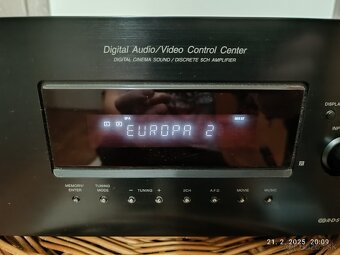 Digital Audio/Video Control Center
DIGITAL CINEMA SOUND / DISCRETE 5CH AMPLIFIER
DISPLAY
EUROPA 2
MEMORY/
ENTER
TUNING
MODE
− TUNING +
2CH
A.F.D.
MOVIE
MUSIC
21. 2. 2025, 20:09